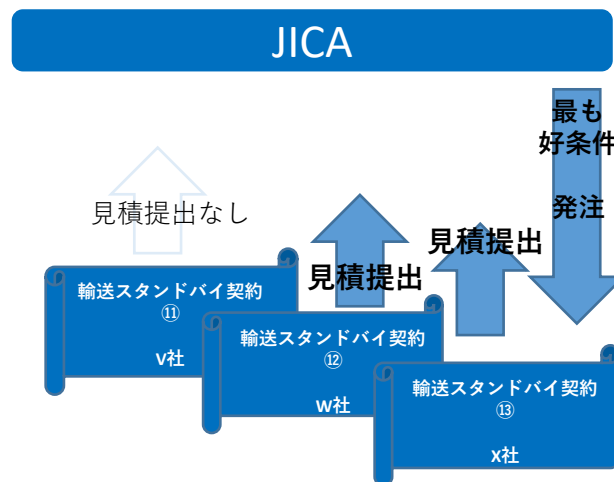 JICA
最も
好条件
発注
見積提出なし
見積提出
見積提出
輸送スタンドバイ契約
⑪
V社
輸送スタンドバイ契約
⑫
W社
輸送スタンドバイ契約
⑬
X社